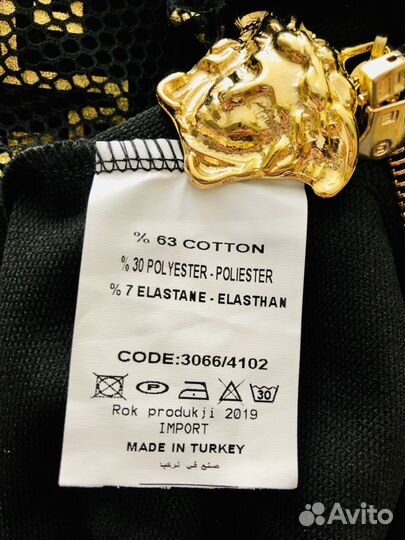 % 63 COTTON
% 30 POLYESTER - POLIESTER
% 7 ELASTANE - ELASTHAN
CODE:3066/4102
P 30
Rok produkji 2019
IMPORT
MADE IN TURKEY
صنع في تركيا
Avito